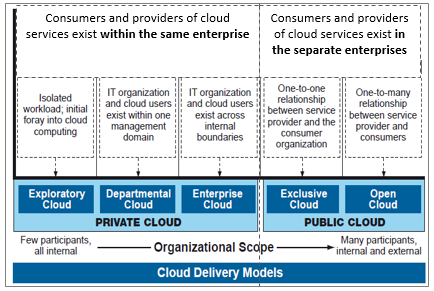 Consumers and providers of cloud
services exist within the same enterprise
Consumers and providers
of cloud services exist in
the separate enterprises
Isolated
workload; initial
foray into cloud
computing
IT organization
and cloud users
exist within one
management
domain
IT organization
and cloud users
exist across
internal
boundaries
One-to-one
relationship
between service
provider and the
consumer
organization
One-to-many
relationship
between service
provider and
consumers
Exploratory
Cloud
Departmental
Cloud
Enterprise
Cloud
Exclusive
Cloud
Open
Cloud
PRIVATE CLOUD
PUBLIC CLOUD
Few participants,
all internal
Organizational Scope
Many participants,
internal and external
Cloud Delivery Models